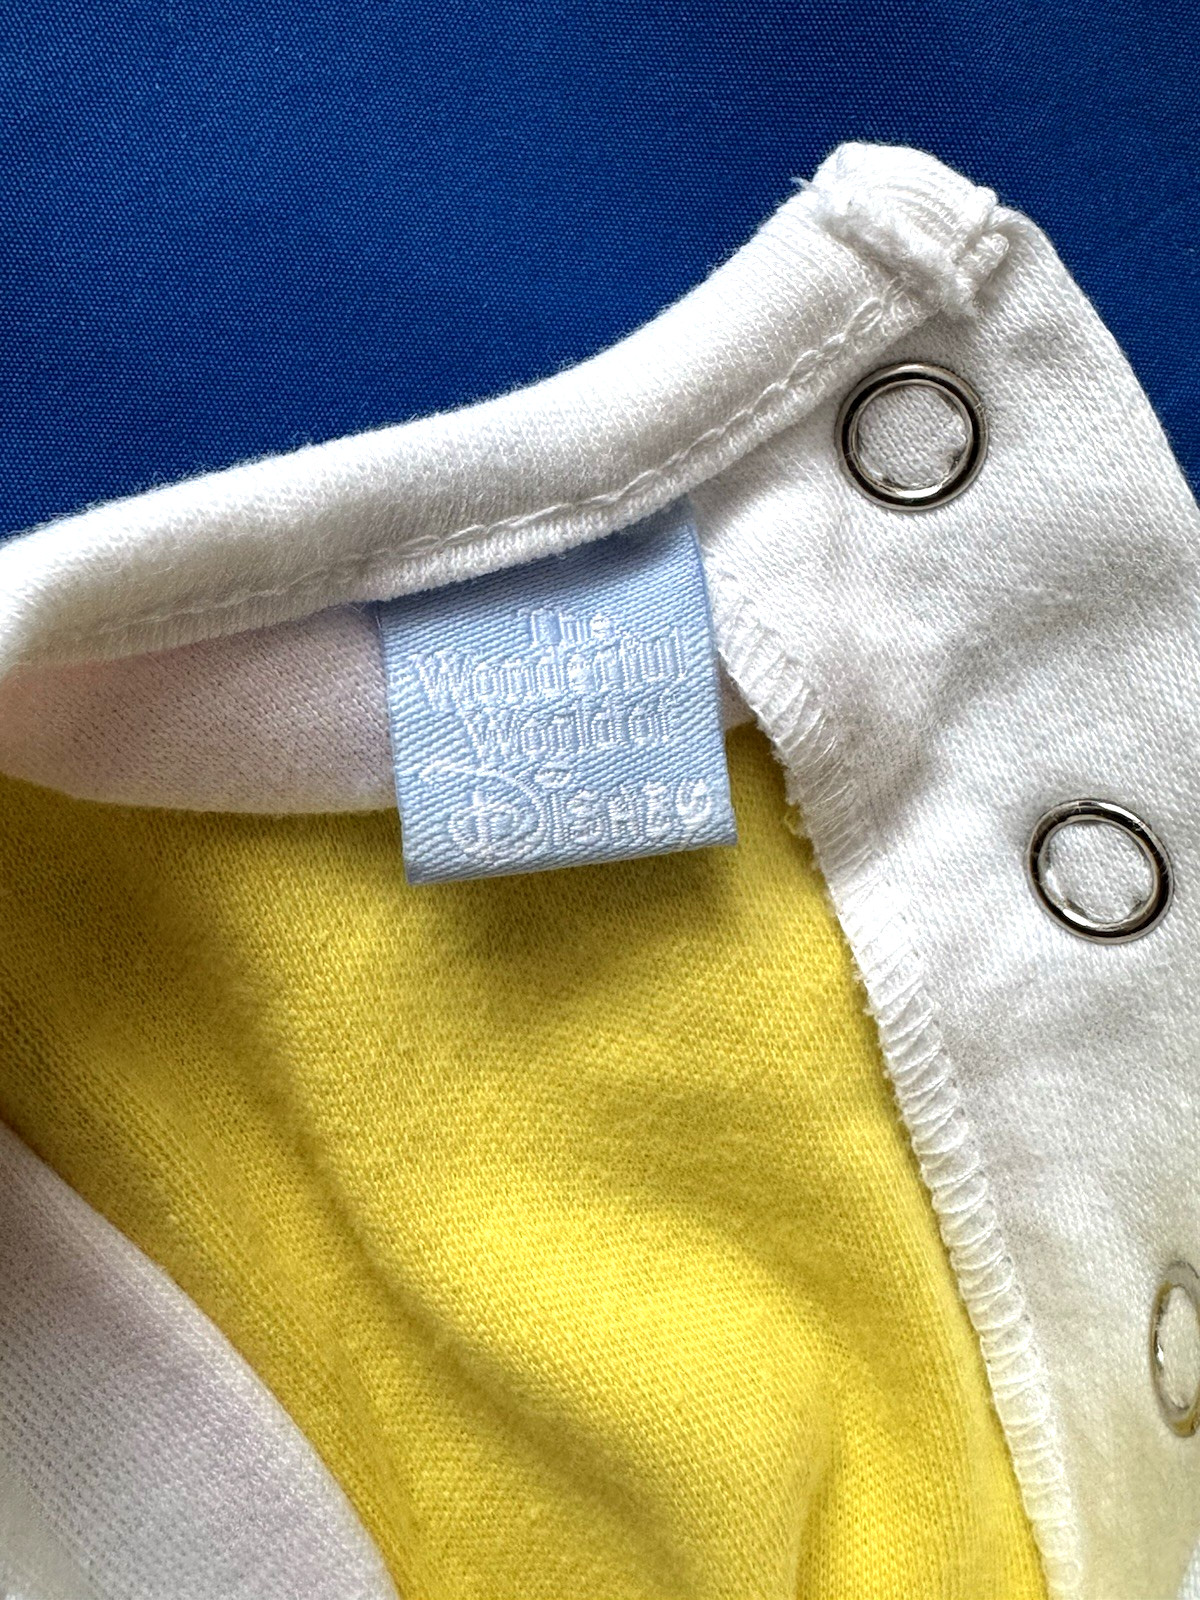 The
Wonderful
World of
Disney